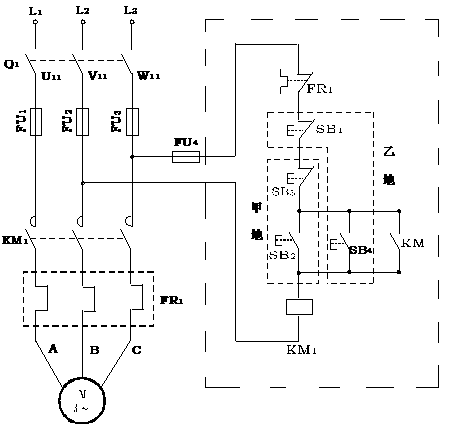 L1 L2 L3
Q1 U11 V11 W11
FU1 FU2 FU3
FU4
FR1
SB1
乙地
SB3
甲地
SB2
SB4
KM
KM1
KM1
FR1
A B C
M
3~